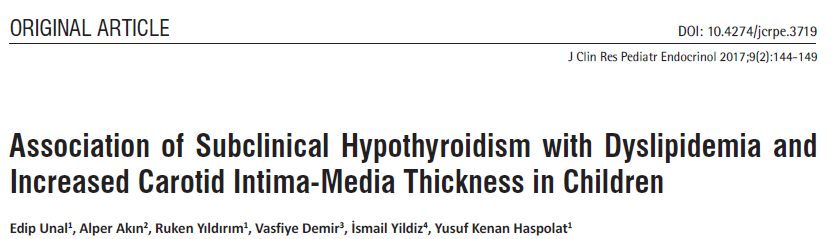 ORIGINAL ARTICLE
DOI: 10.4274/jcrpe.3719
J Clin Res Pediatr Endocrinol 2017;9(2):144-149
Association of Subclinical Hypothyroidism with Dyslipidemia and
Increased Carotid Intima-Media Thickness in Children
Edip Unal¹, Alper Akın², Ruken Yıldırım¹, Vasfiye Demir³, İsmail Yildiz⁴, Yusuf Kenan Haspolat¹